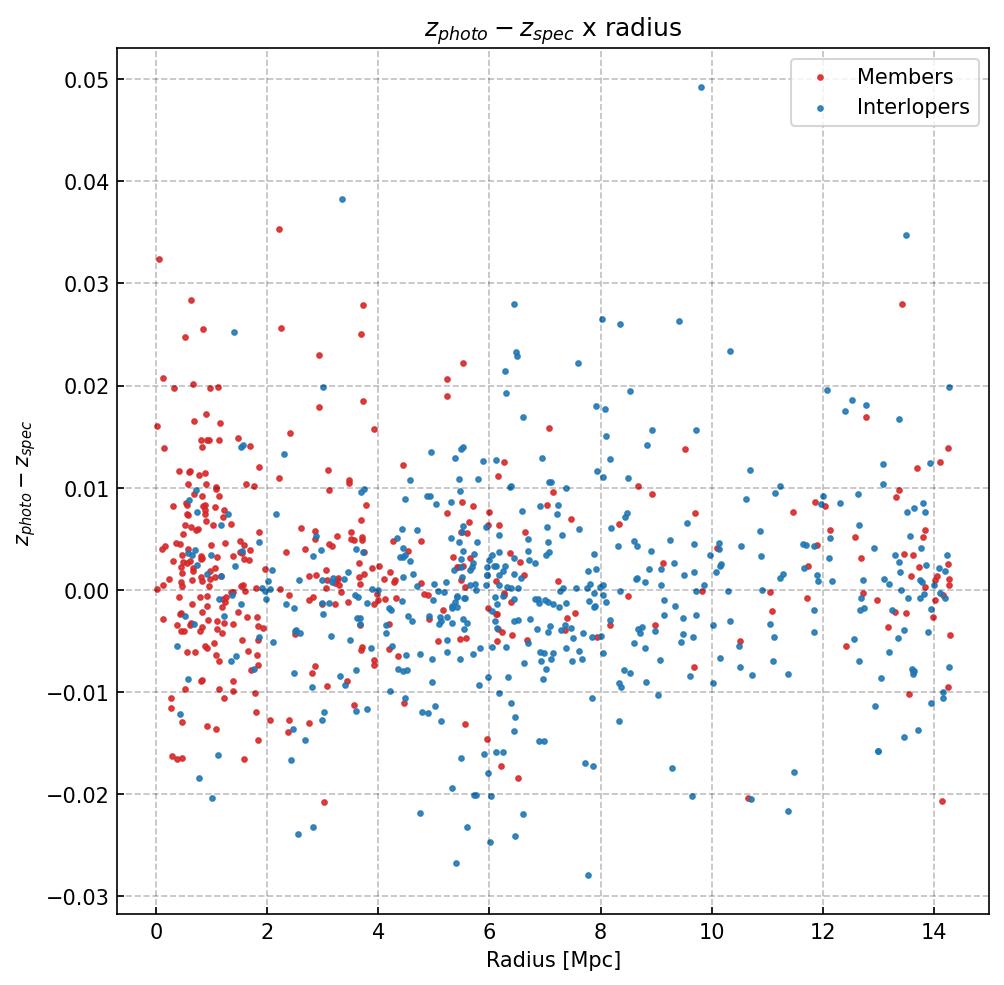 z_photo − z_spec x radius
Members
Interlopers
0.05
0.04
0.03
0.02
0.01
0.00
−0.01
−0.02
−0.03
z_photo − z_spec
0 2 4 6 8 10 12 14
Radius [Mpc]